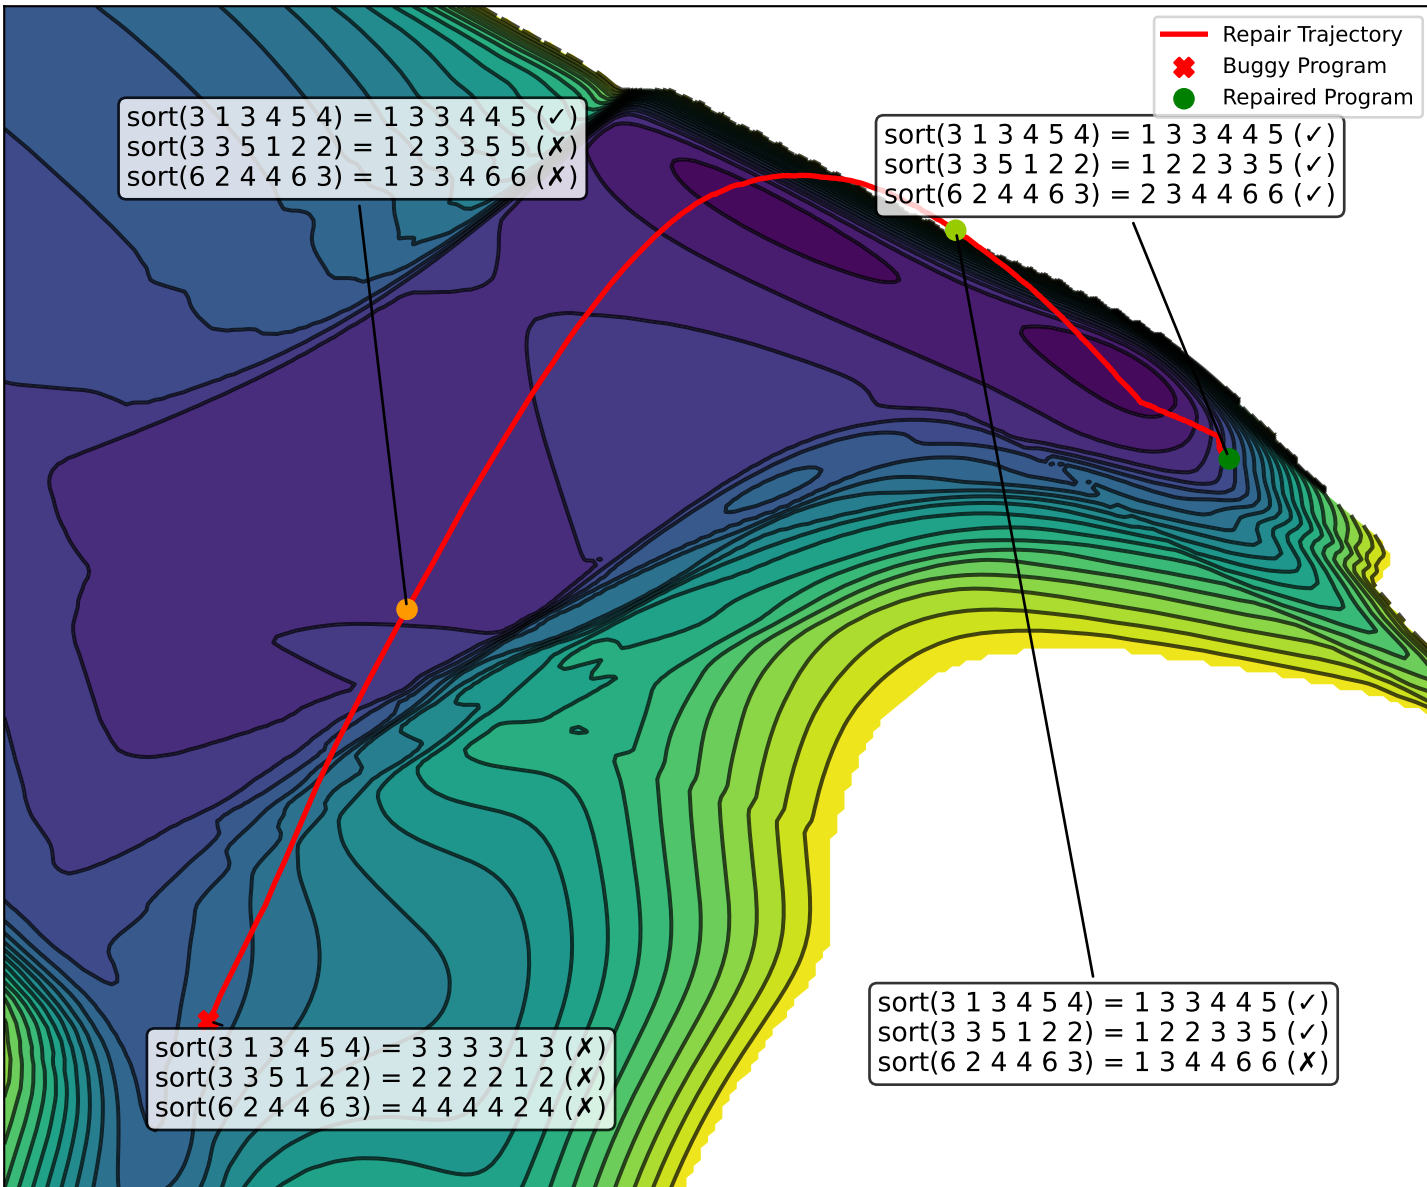 Repair Trajectory
Buggy Program
Repaired Program
sort(3 1 3 4 5 4) = 1 3 3 4 4 5 (✓)
sort(3 3 5 1 2 2) = 1 2 3 3 5 5 (✗)
sort(6 2 4 4 6 3) = 1 3 3 4 6 6 (✗)
sort(3 1 3 4 5 4) = 1 3 3 4 4 5 (✓)
sort(3 3 5 1 2 2) = 1 2 2 3 3 5 (✓)
sort(6 2 4 4 6 3) = 2 3 4 4 6 6 (✓)
sort(3 1 3 4 5 4) = 1 3 3 4 4 5 (✓)
sort(3 3 5 1 2 2) = 1 2 2 3 3 5 (✓)
sort(6 2 4 4 6 3) = 1 3 4 4 6 6 (✗)
sort(3 1 3 4 5 4) = 3 3 3 3 1 3 (✗)
sort(3 3 5 1 2 2) = 2 2 2 2 1 2 (✗)
sort(6 2 4 4 6 3) = 4 4 4 4 2 4 (✗)